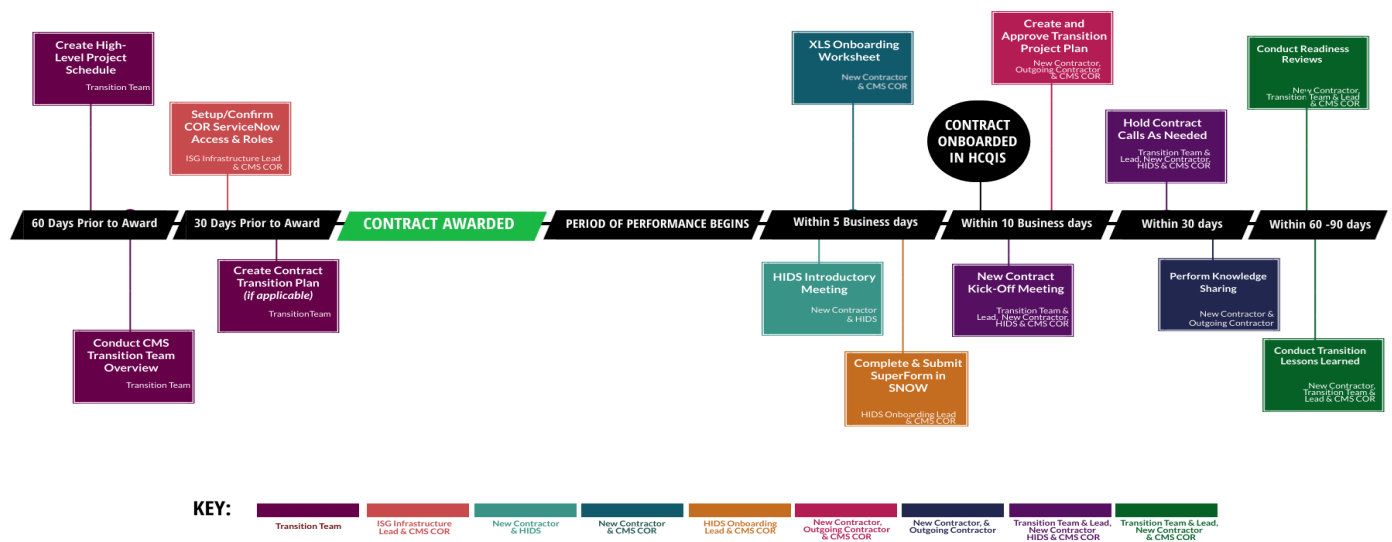 Create High-
Level Project
Schedule
Transition Team
Setup/Confirm
COR ServiceNow
Access & Roles
ISG Infrastructure Lead
& CMS COR
XLS Onboarding
Worksheet
New Contractor
& CMS COR
CONTRACT
ONBOARDED
IN HCQIS
Create and
Approve Transition
Project Plan
New Contractor,
Outgoing Contractor
& CMS COR
Hold Contract
Calls As Needed
Transition Team &
Lead, New Contractor,
HIDS & CMS COR
Conduct Readiness
Reviews
New Contractor,
Transition Team & Lead
& CMS COR
60 Days Prior to Award
30 Days Prior to Award
CONTRACT AWARDED
PERIOD OF PERFORMANCE BEGINS
Within 5 Business days
Within 10 Business days
Within 30 days
Within 60 -90 days
Conduct CMS
Transition Team
Overview
Transition Team
Create Contract
Transition Plan
(if applicable)
TransitionTeam
HIDS Introductory
Meeting
New Contractor
& HIDS
Complete & Submit
SuperForm in
SNOW
HIDS Onboarding Lead
& CMS COR
New Contract
Kick-Off Meeting
Transition Team &
Lead, New Contractor,
HIDS & CMS COR
Perform Knowledge
Sharing
New Contractor &
Outgoing Contractor
Conduct Transition
Lessons Learned
New Contractor,
Transition Team &
Lead & CMS COR
KEY:
Transition Team
ISG Infrastructure
Lead & CMS COR
New Contractor
& HIDS
New Contractor
& CMS COR
HIDS Onboarding
Lead & CMS COR
New Contractor,
Outgoing Contractor
& CMS COR
New Contractor, &
Outgoing Contractor
Transition Team & Lead,
New Contractor
HIDS & CMS COR
Transition Team & Lead,
New Contractor
& CMS COR